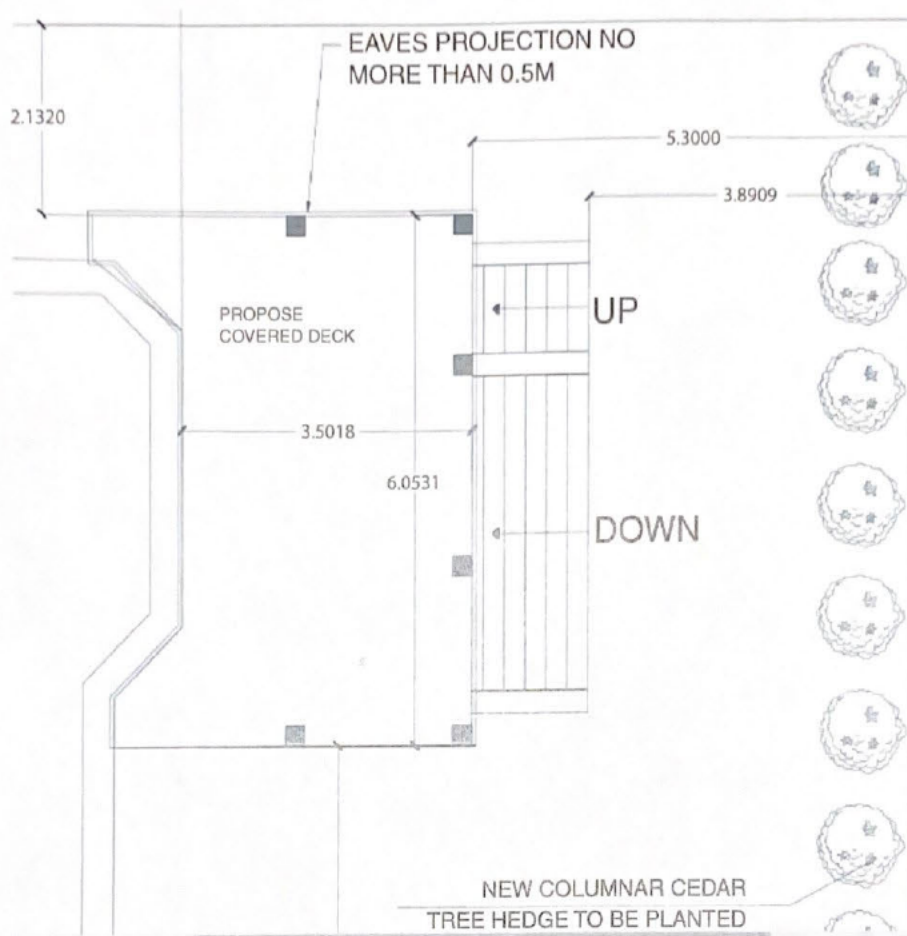 EAVES PROJECTION NO
MORE THAN 0.5M
2.1320
5.3000
3.8909
PROPOSE
COVERED DECK
UP
3.5018
6.0531
DOWN
NEW COLUMNAR CEDAR
TREE HEDGE TO BE PLANTED